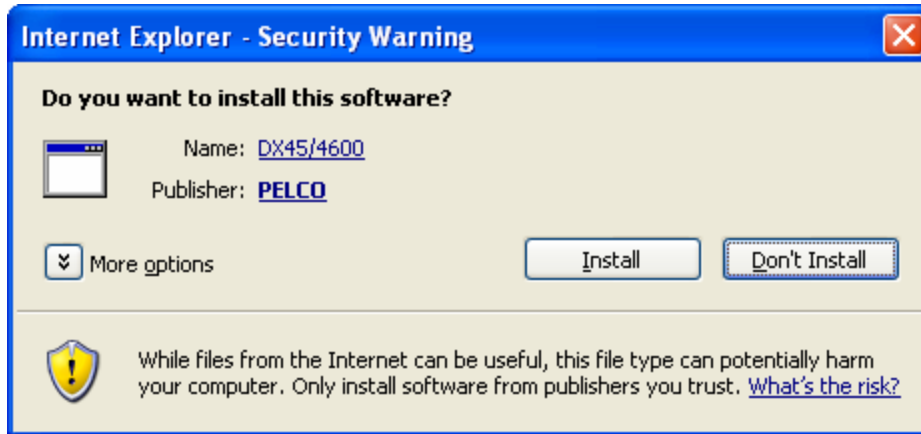 Internet Explorer - Security Warning
Do you want to install this software?
Name: DX45/4600
Publisher: PELCO
More options
Install
Don't Install
While files from the Internet can be useful, this file type can potentially harm
your computer. Only install software from publishers you trust. What's the risk?